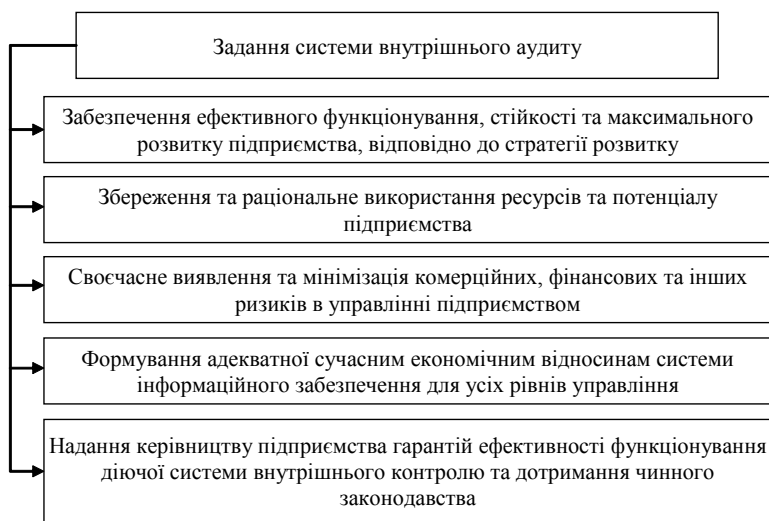 Задання системи внутрішнього аудиту
Забезпечення ефективного функціонування, стійкості та максимального
розвитку підприємства, відповідно до стратегії розвитку
Збереження та раціональне використання ресурсів та потенціалу
підприємства
Своєчасне виявлення та мінімізація комерційних, фінансових та інших
ризиків в управлінні підприємством
Формування адекватної сучасним економічним відносинам системи
інформаційного забезпечення для усіх рівнів управління
Надання керівництву підприємства гарантій ефективності функціонування
діючої системи внутрішнього контролю та дотримання чинного
законодавства